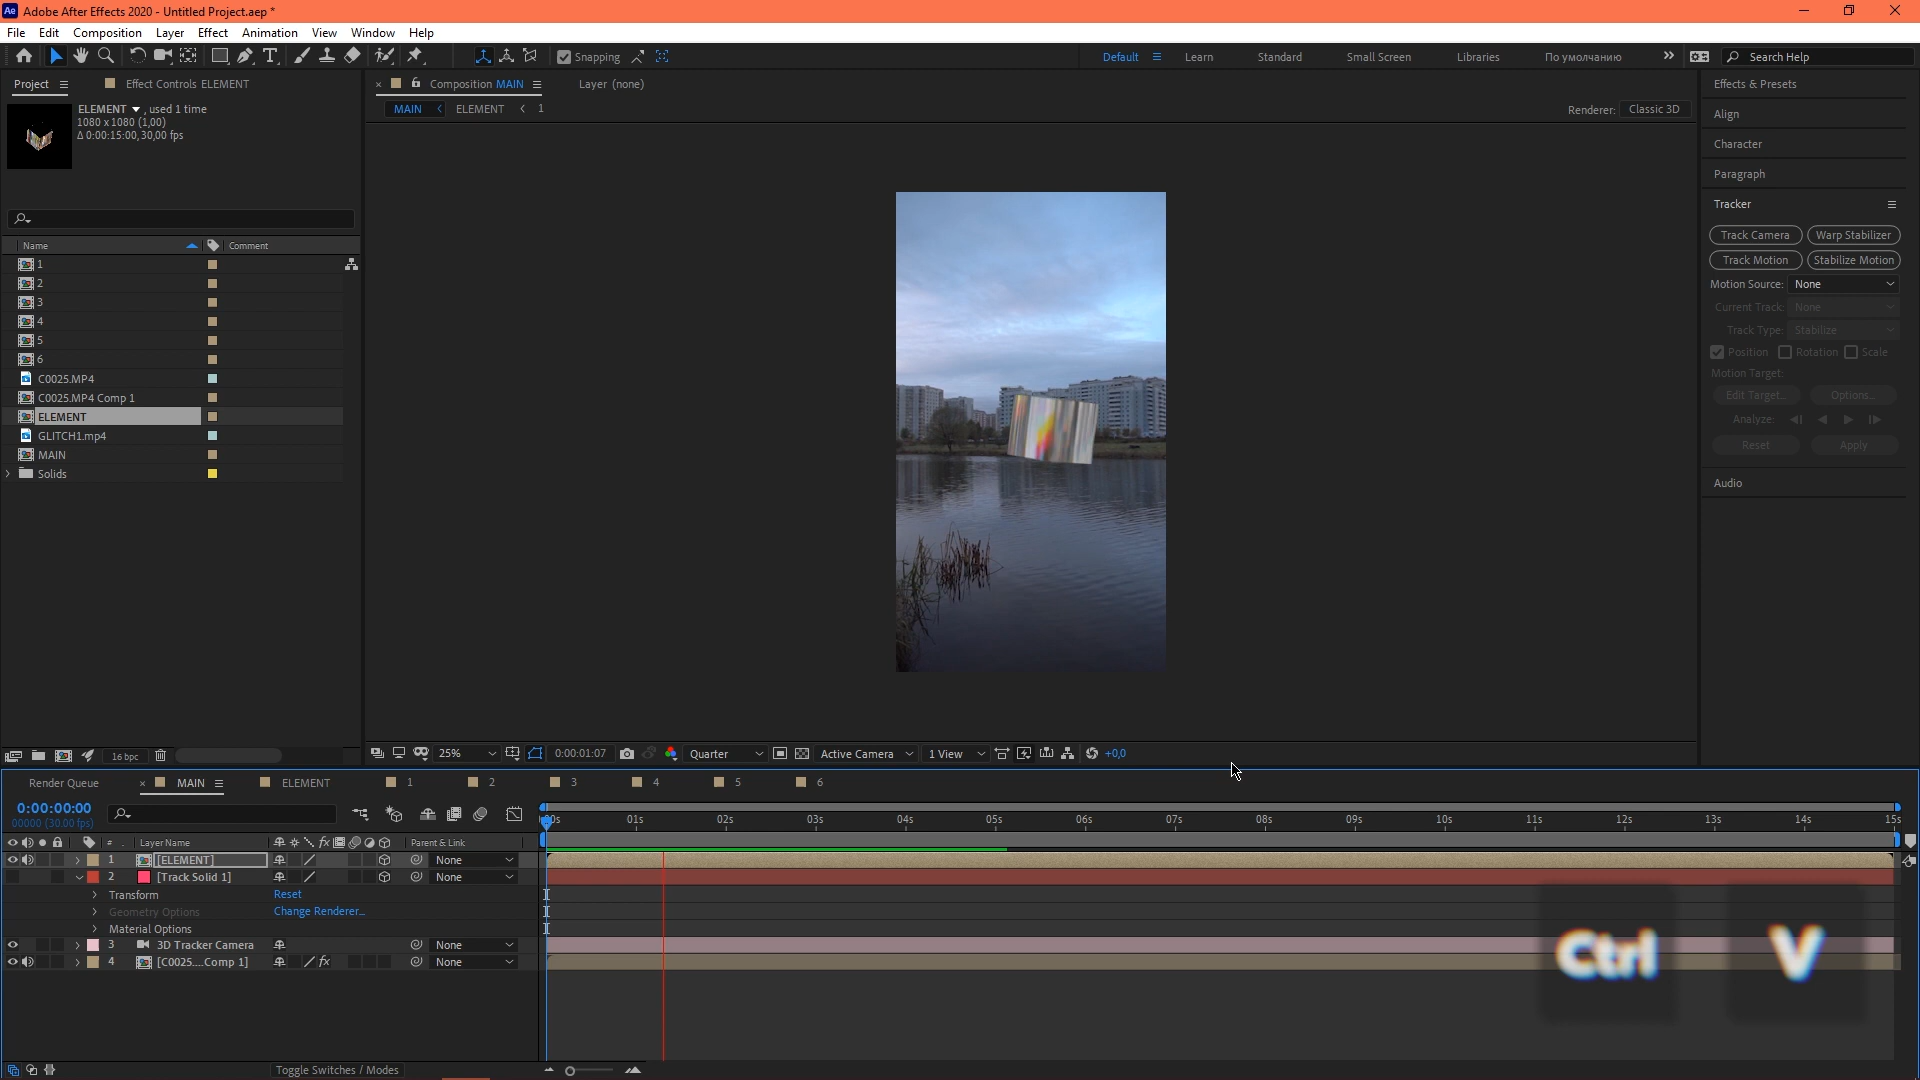 Ae Adobe After Effects 2020 - Untitled Project.aep *
File Edit Composition Layer Effect Animation View Window Help
Snapping
Default Learn Standard Small Screen Libraries По умолчанию Search Help
Project Effect Controls ELEMENT
ELEMENT , used 1 time
1080 x 1080 (1,00)
Δ 0:00:15:00, 30,00 fps
Name Comment
1
2
3
4
5
6
C0025.MP4
C0025.MP4 Comp 1
ELEMENT
GLITCH1.mp4
MAIN
Solids
16 bpc
Composition MAIN Layer (none)
MAIN ELEMENT 1
Renderer: Classic 3D
25% 0:00:01:07 Quarter Active Camera 1 View +0,0
Effects & Presets
Align
Character
Paragraph
Tracker
Track Camera Warp Stabilizer
Track Motion Stabilize Motion
Motion Source: None
Current Track: None
Track Type: Stabilize
Position Rotation Scale
Motion Target:
Edit Target... Options...
Analyze:
Reset Apply
Audio
Render Queue MAIN ELEMENT 1 2 3 4 5 6
0:00:00:00
00000 (30.00 fps)
01s 02s 03s 04s 05s 06s 07s 08s 09s 10s 11s 12s 13s 14s 15s
# Layer Name fx Parent & Link
1 [ELEMENT] None
2 [Track Solid 1] None
Transform Reset
Geometry Options Change Renderer...
Material Options
3 3D Tracker Camera None
4 [C0025....Comp 1] fx None
Ctrl V
Toggle Switches / Modes